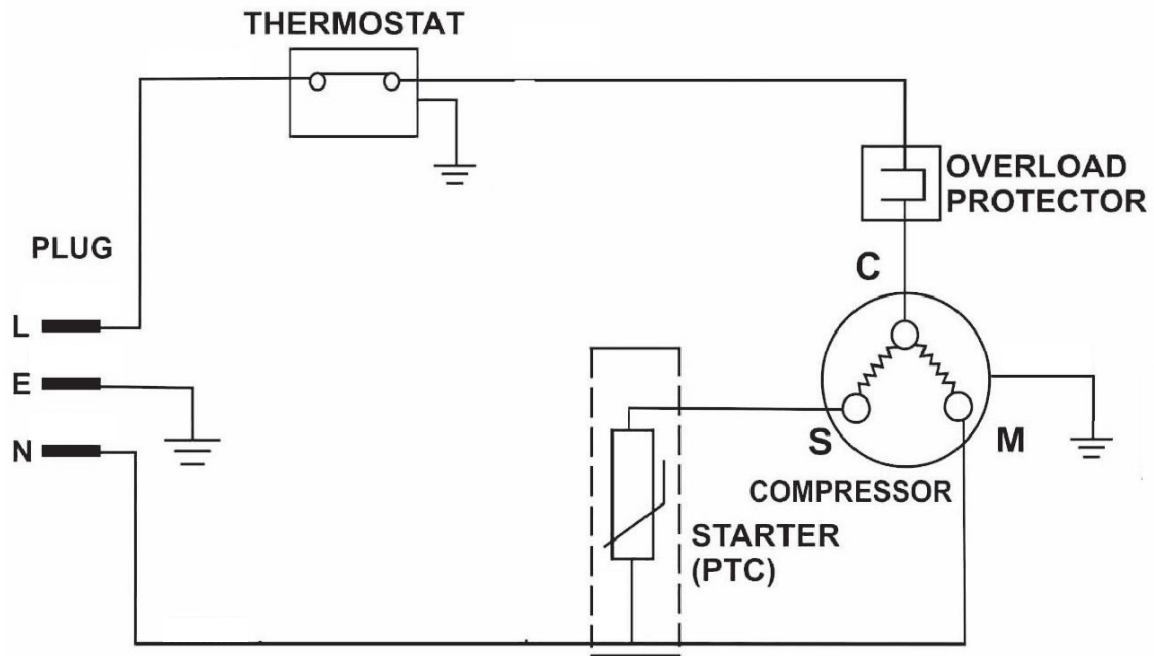 THERMOSTAT
OVERLOAD
PROTECTOR
PLUG
C
L
E
N
S
M
COMPRESSOR
STARTER
(PTC)